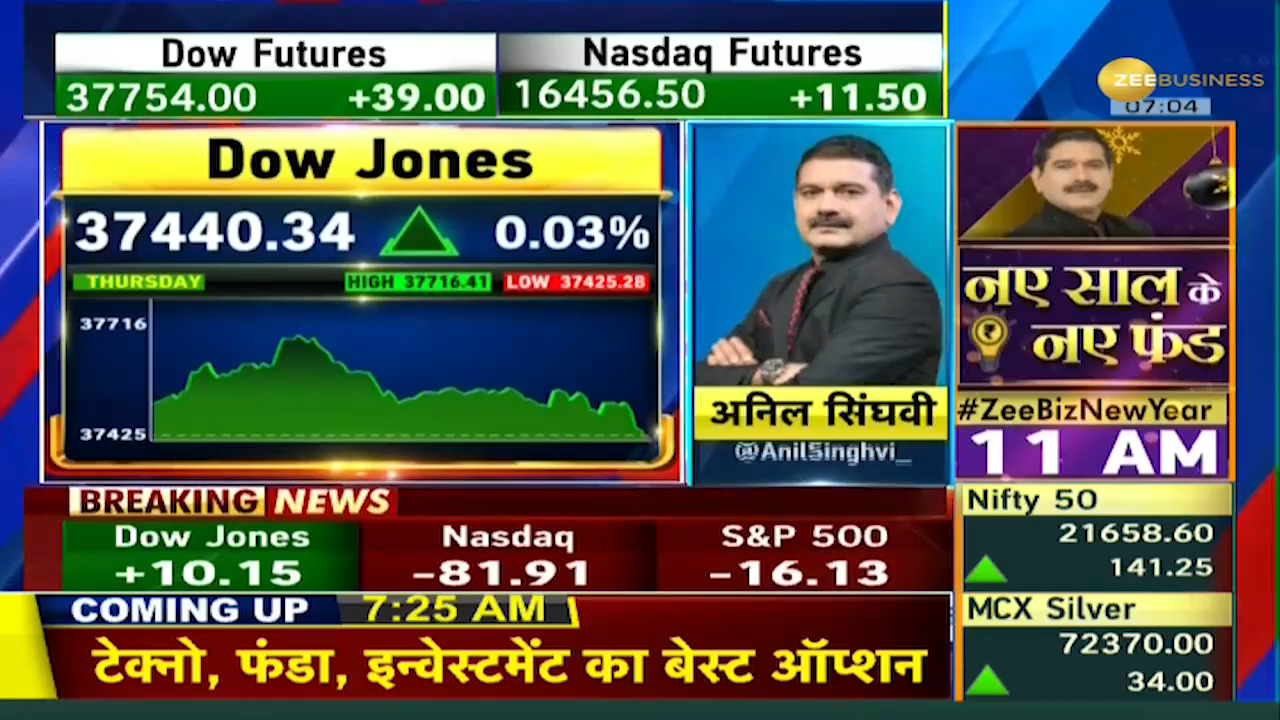 Dow Futures
37754.00 +39.00
Nasdaq Futures
16456.50 +11.50
ZEEBUSINESS
07:04
Dow Jones
37440.34 0.03%
THURSDAY HIGH 37716.41 LOW 37425.28
37716
37425
अनिल सिंघवी
@AnilSinghvi_
नए साल के
नए फंड
#ZeeBizNewYear
11 AM
BREAKING NEWS
Dow Jones
+10.15
Nasdaq
-81.91
S&P 500
-16.13
Nifty 50
21658.60
141.25
MCX Silver
72370.00
34.00
COMING UP 7:25 AM
टेक्नो, फंडा, इन्वेस्टमेंट का बेस्ट ऑप्शन